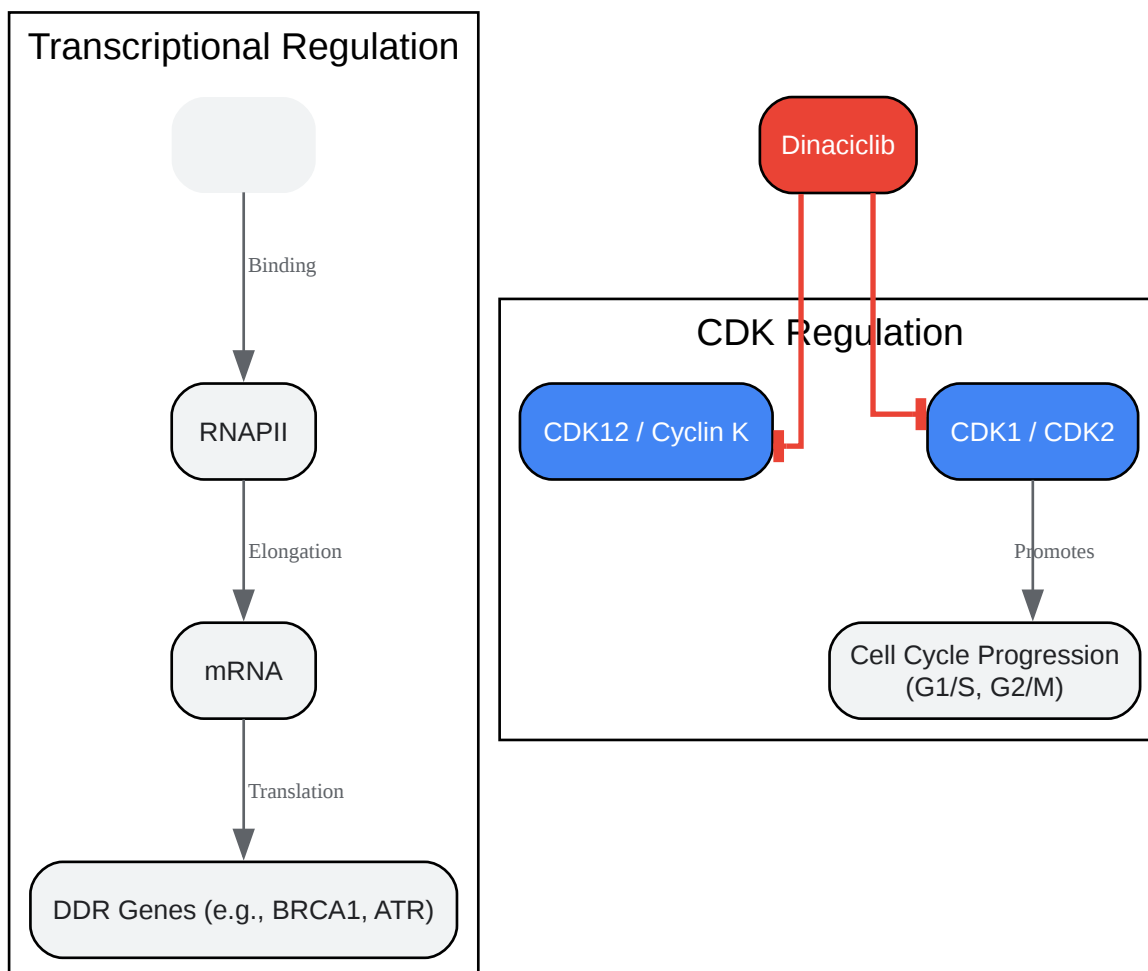 Transcriptional Regulation
Binding
RNAPII
Elongation
mRNA
Translation
DDR Genes (e.g., BRCA1, ATR)
Dinaciclib
CDK Regulation
CDK12 / Cyclin K
CDK1 / CDK2
Promotes
Cell Cycle Progression
(G1/S, G2/M)